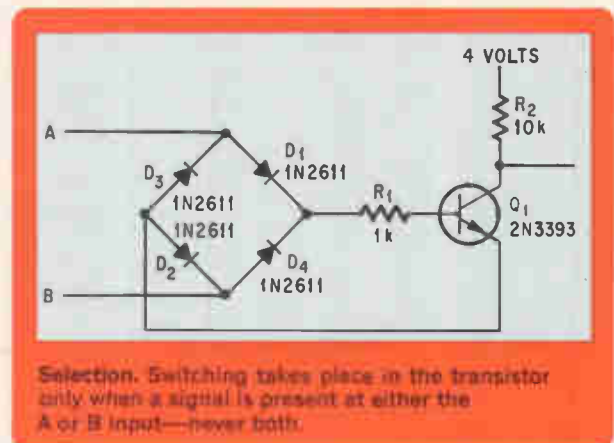 4 VOLTS
R2
10k
A
D1
1N2611
D3
1N2611
R1
1k
Q1
2N3393
1N2611
D2
D4
1N2611
B
Selection. Switching takes place in the transistor
only when a signal is present at either the
A or B input—never both.